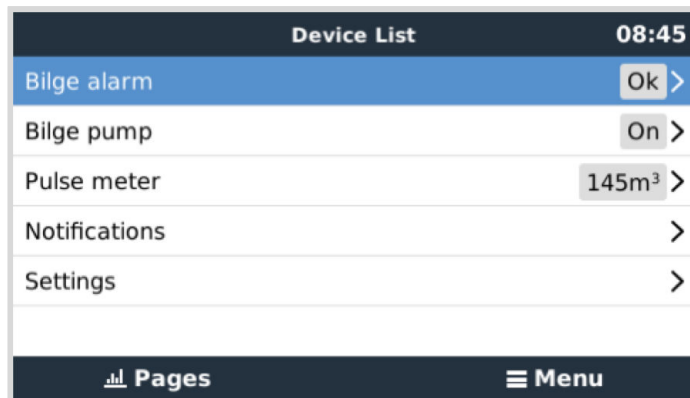 Device List 08:45
Bilge alarm Ok >
Bilge pump On >
Pulse meter 145m³ >
Notifications >
Settings >
Pages Menu